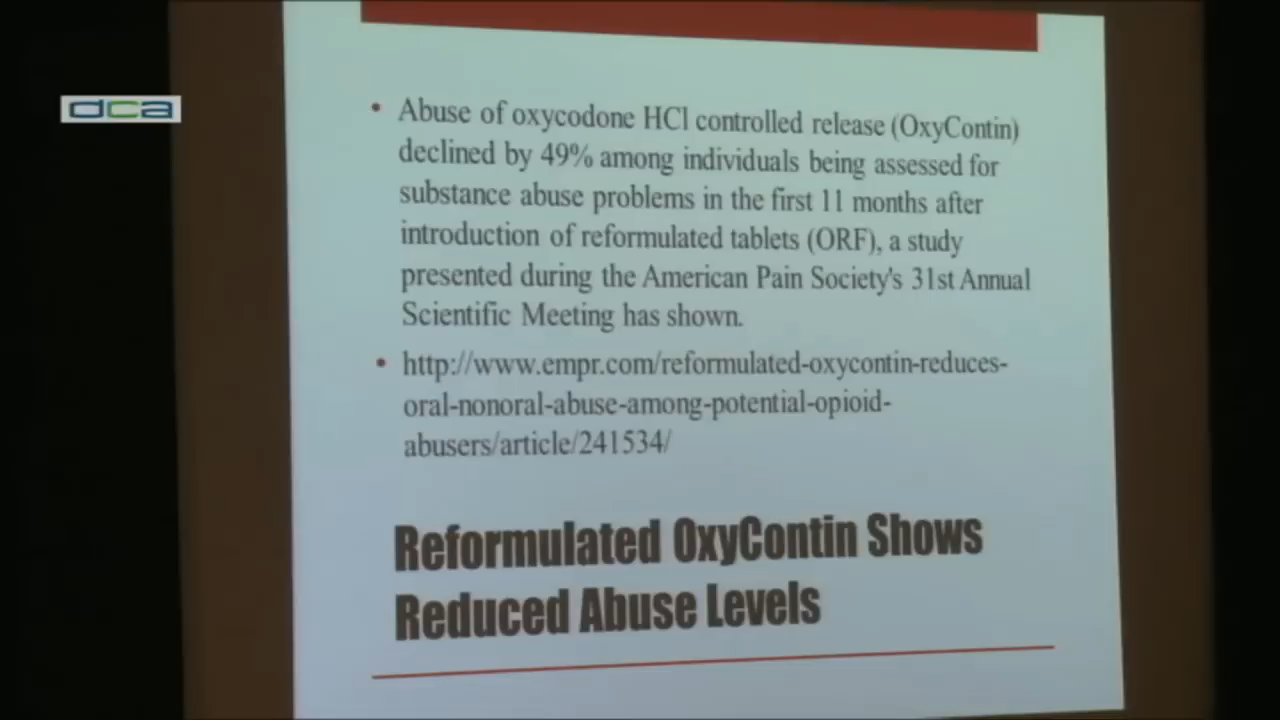 dca
• Abuse of oxycodone HCl controlled release (OxyContin)
declined by 49% among individuals being assessed for
substance abuse problems in the first 11 months after
introduction of reformulated tablets (ORF), a study
presented during the American Pain Society's 31st Annual
Scientific Meeting has shown.
• http://www.empr.com/reformulated-oxycontin-reduces-
oral-nonoral-abuse-among-potential-opioid-
abusers/article/241534/
Reformulated OxyContin Shows
Reduced Abuse Levels